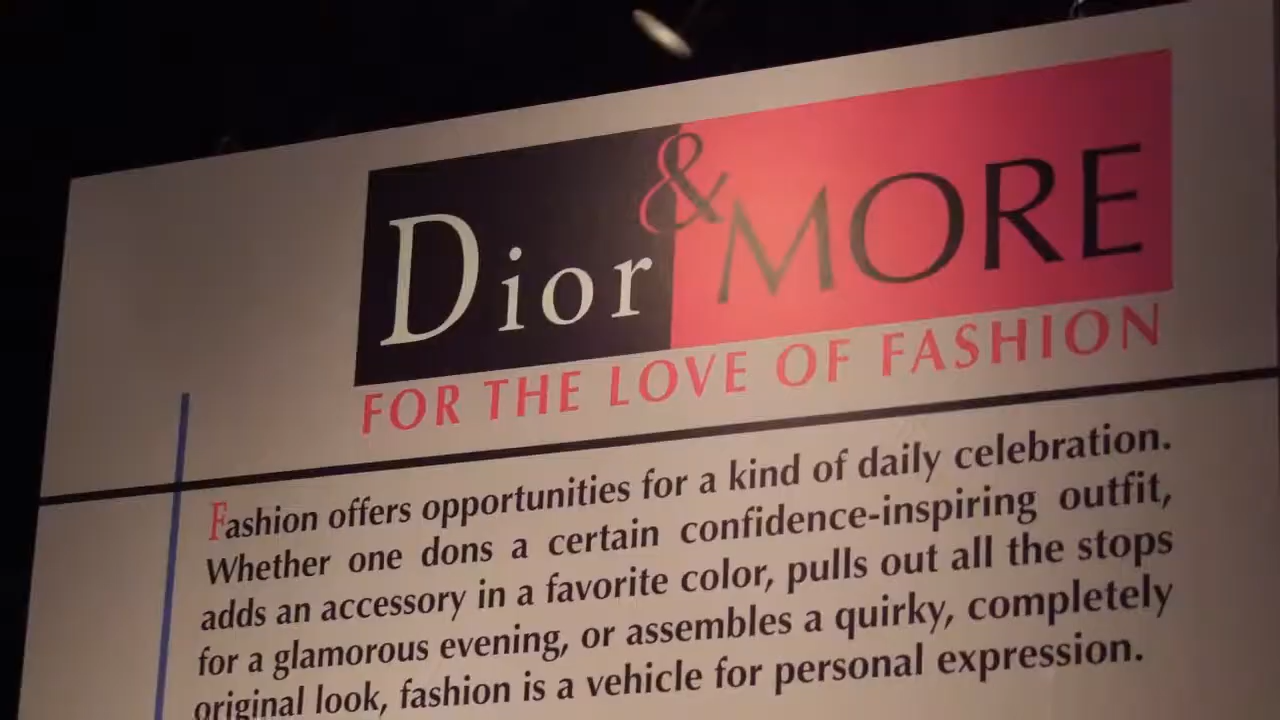 Dior & MORE
FOR THE LOVE OF FASHION
Fashion offers opportunities for a kind of daily celebration.
Whether one dons a certain confidence-inspiring outfit,
adds an accessory in a favorite color, pulls out all the stops
for a glamorous evening, or assembles a quirky, completely
original look, fashion is a vehicle for personal expression.